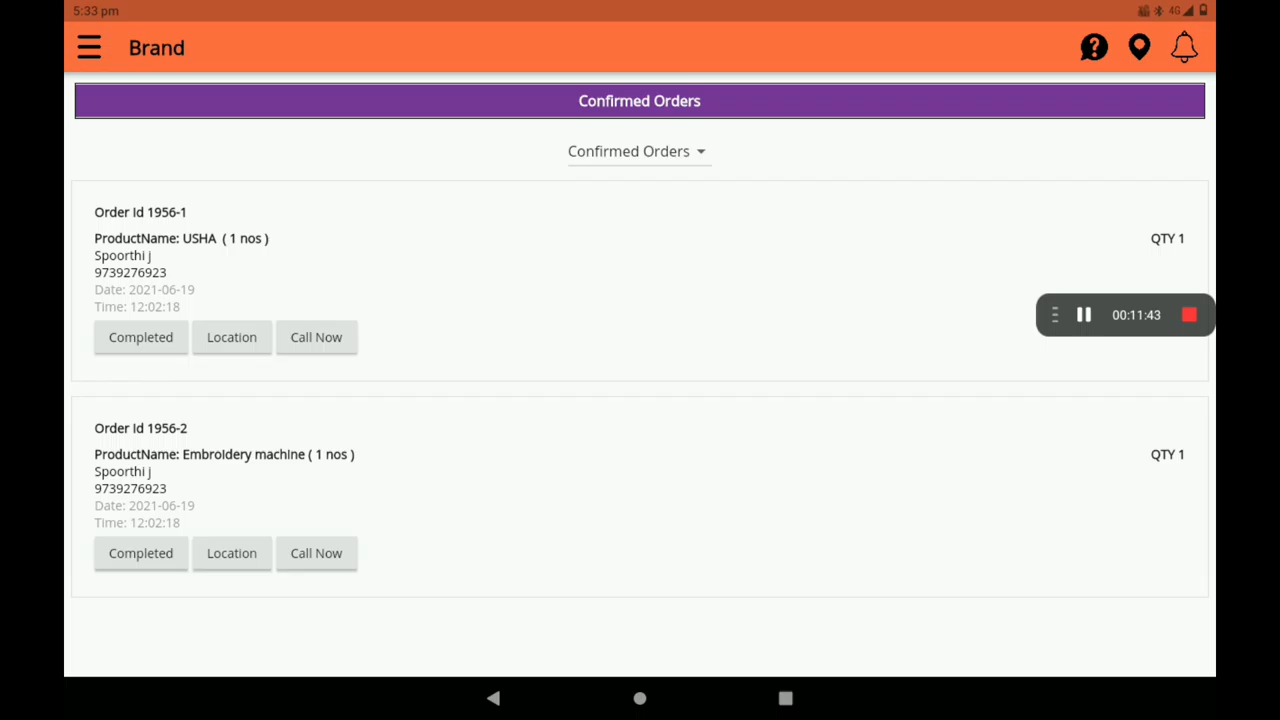 5:33 pm
4G
Brand
Confirmed Orders
Confirmed Orders
Order Id 1956-1
ProductName: USHA ( 1 nos )
QTY 1
Spoorthi j
9739276923
Date: 2021-06-19
Time: 12:02:18
00:11:43
Completed
Location
Call Now
Order Id 1956-2
ProductName: Embroidery machine ( 1 nos )
QTY 1
Spoorthi j
9739276923
Date: 2021-06-19
Time: 12:02:18
Completed
Location
Call Now